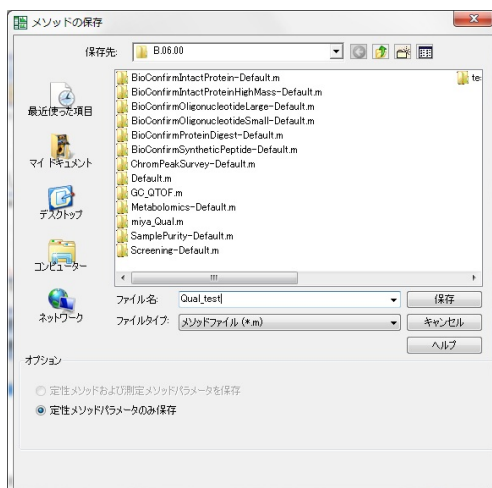 メソッドの保存
保存先:
B.06.00
最近使った項目
マイ ドキュメント
デスクトップ
コンピューター
ネットワーク
BioConfirmIntactProtein-Default.m
BioConfirmIntactProteinHighMass-Default.m
BioConfirmOligonucleotideLarge-Default.m
BioConfirmOligonucleotideSmall-Default.m
BioConfirmProteinDigest-Default.m
BioConfirmSyntheticPeptide-Default.m
ChromPeakSurvey-Default.m
Default.m
GC_QTOF.m
Metabolomics-Default.m
miya_Qual.m
SamplePurity-Default.m
Screening-Default.m
te
ファイル名:
Qual_test
保存
ファイルタイプ:
メソッドファイル (*.m)
キャンセル
ヘルプ
オプション
定性メソッドおよび測定メソッドパラメータを保存
定性メソッドパラメータのみ保存